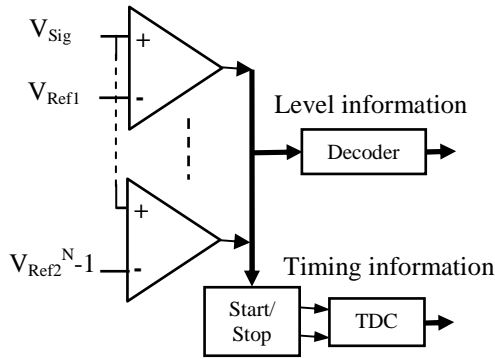 V_Sig
+
V_Ref1
-
Level information
Decoder
+
V_Ref2^N-1
-
Timing information
Start/
Stop
TDC